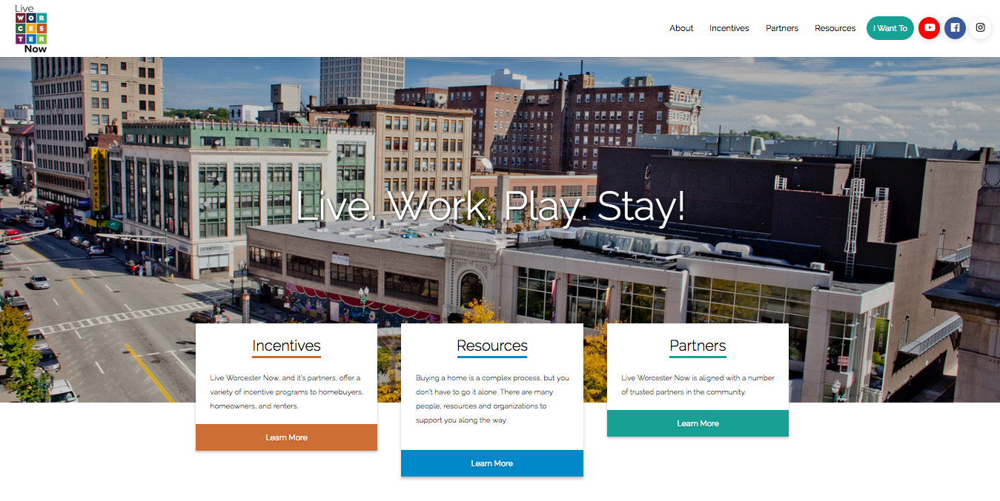 Live
WOR
CES
TER
Now
About
Incentives
Partners
Resources
I Want To
EAT WALL
Live. Work. Play. Stay!
AND MORE
Incentives
Live Worcester Now, and it's partners, offer a
variety of incentive programs to homebuyers,
homeowners, and renters.
Learn More
Resources
Buying a home is a complex process, but you
don't have to go it alone. There are many
people, resources and organizations to
support you along the way.
Learn More
Partners
Live Worcester Now is aligned with a number
of trusted partners in the community.
Learn More